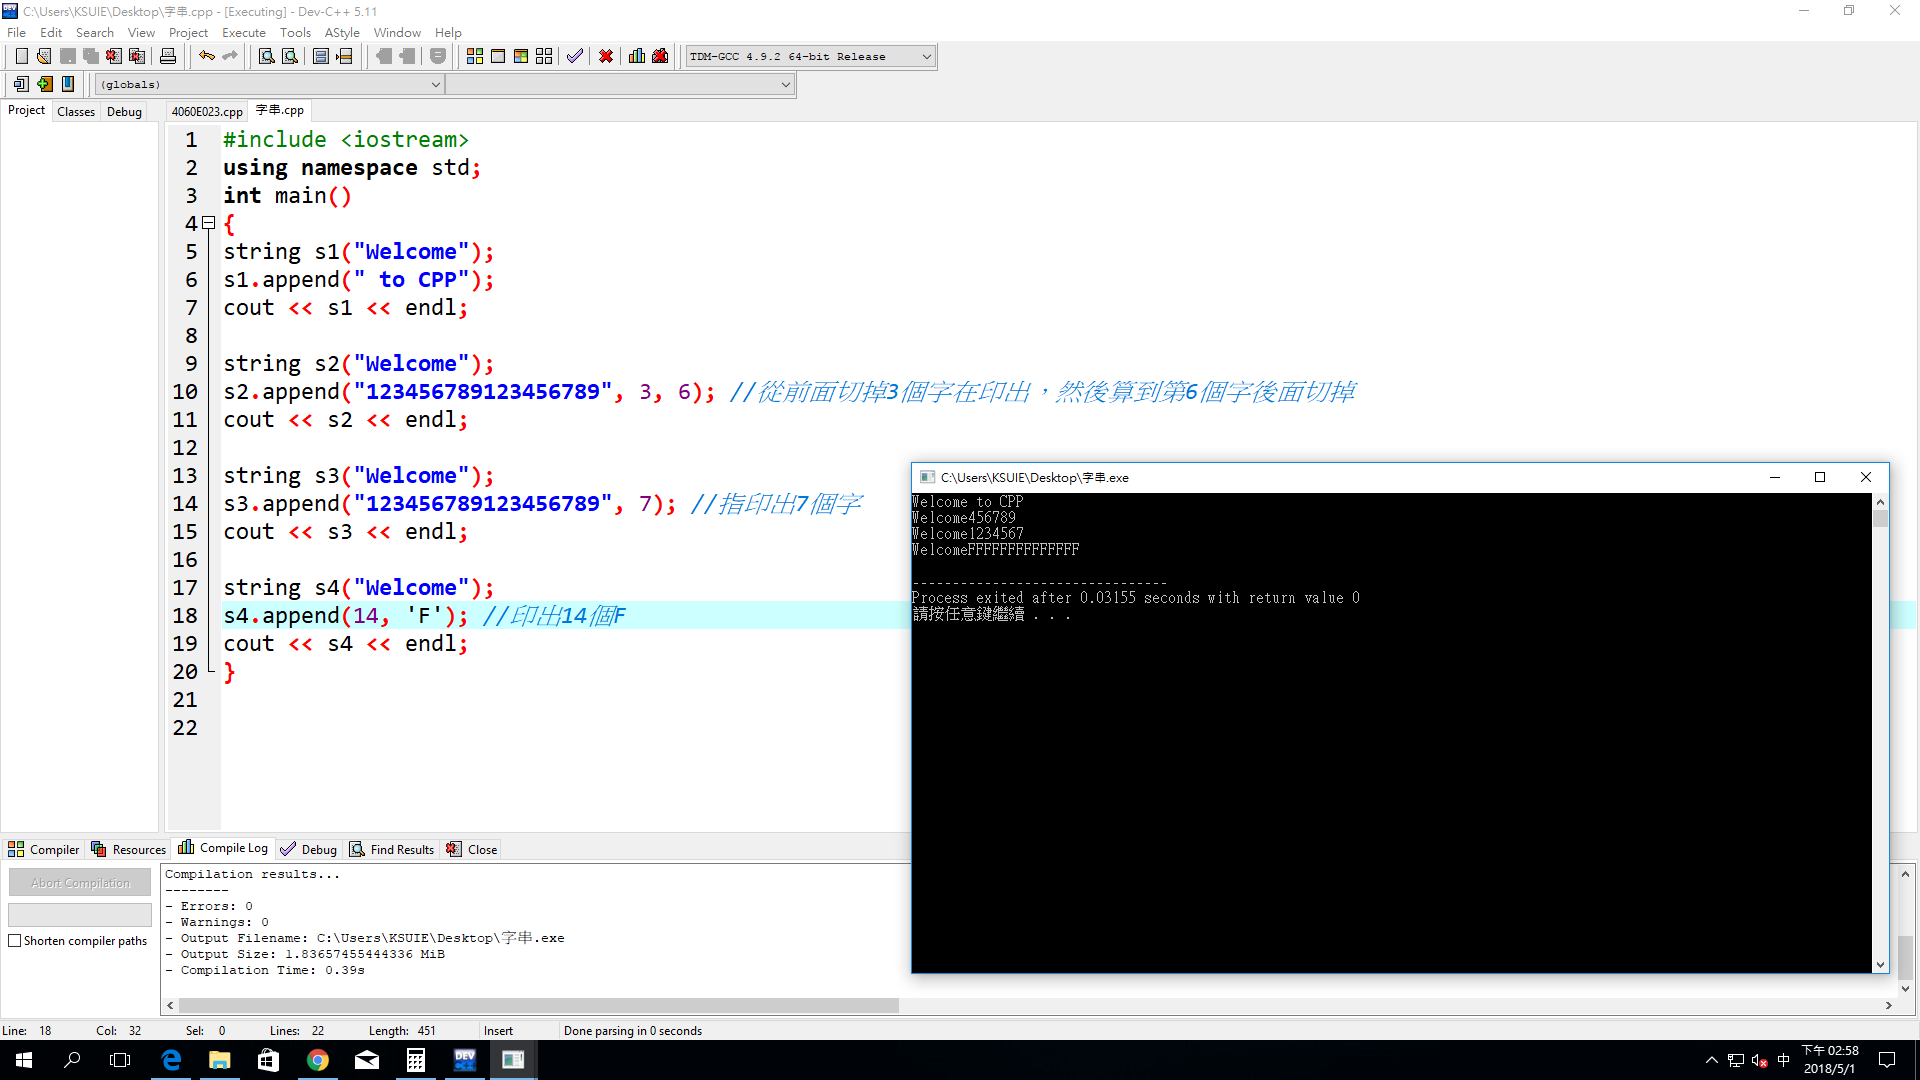 C:\Users\KSUIE\Desktop\字串.cpp - [Executing] - Dev-C++ 5.11
File Edit Search View Project Execute Tools AStyle Window Help
TDM-GCC 4.9.2 64-bit Release
(globals)
Project Classes Debug 4060E023.cpp 字串.cpp
1 #include <iostream>
2 using namespace std;
3 int main()
4 {
5 string s1("Welcome");
6 s1.append(" to CPP");
7 cout << s1 << endl;
8
9 string s2("Welcome");
10 s2.append("123456789123456789", 3, 6); //從前面切掉3個字在印出，然後算到第6個字後面切掉
11 cout << s2 << endl;
12
13 string s3("Welcome");
14 s3.append("123456789123456789", 7); //指印出7個字
15 cout << s3 << endl;
16
17 string s4("Welcome");
18 s4.append(14, 'F'); //印出14個F
19 cout << s4 << endl;
20 }
21
22
C:\Users\KSUIE\Desktop\字串.exe
Welcome to CPP
Welcome456789
Welcome1234567
WelcomeFFFFFFFFFFFFFF
--------------------------------
Process exited after 0.03155 seconds with return value 0
請按任意鍵繼續 . . .
Compiler Resources Compile Log Debug Find Results Close
Abort Compilation
Shorten compiler paths
Compilation results...
--------
- Errors: 0
- Warnings: 0
- Output Filename: C:\Users\KSUIE\Desktop\字串.exe
- Output Size: 1.83657455444336 MiB
- Compilation Time: 0.39s
Line: 18 Col: 32 Sel: 0 Lines: 22 Length: 451 Insert Done parsing in 0 seconds
DEV C++
中
下午 02:58
2018/5/1